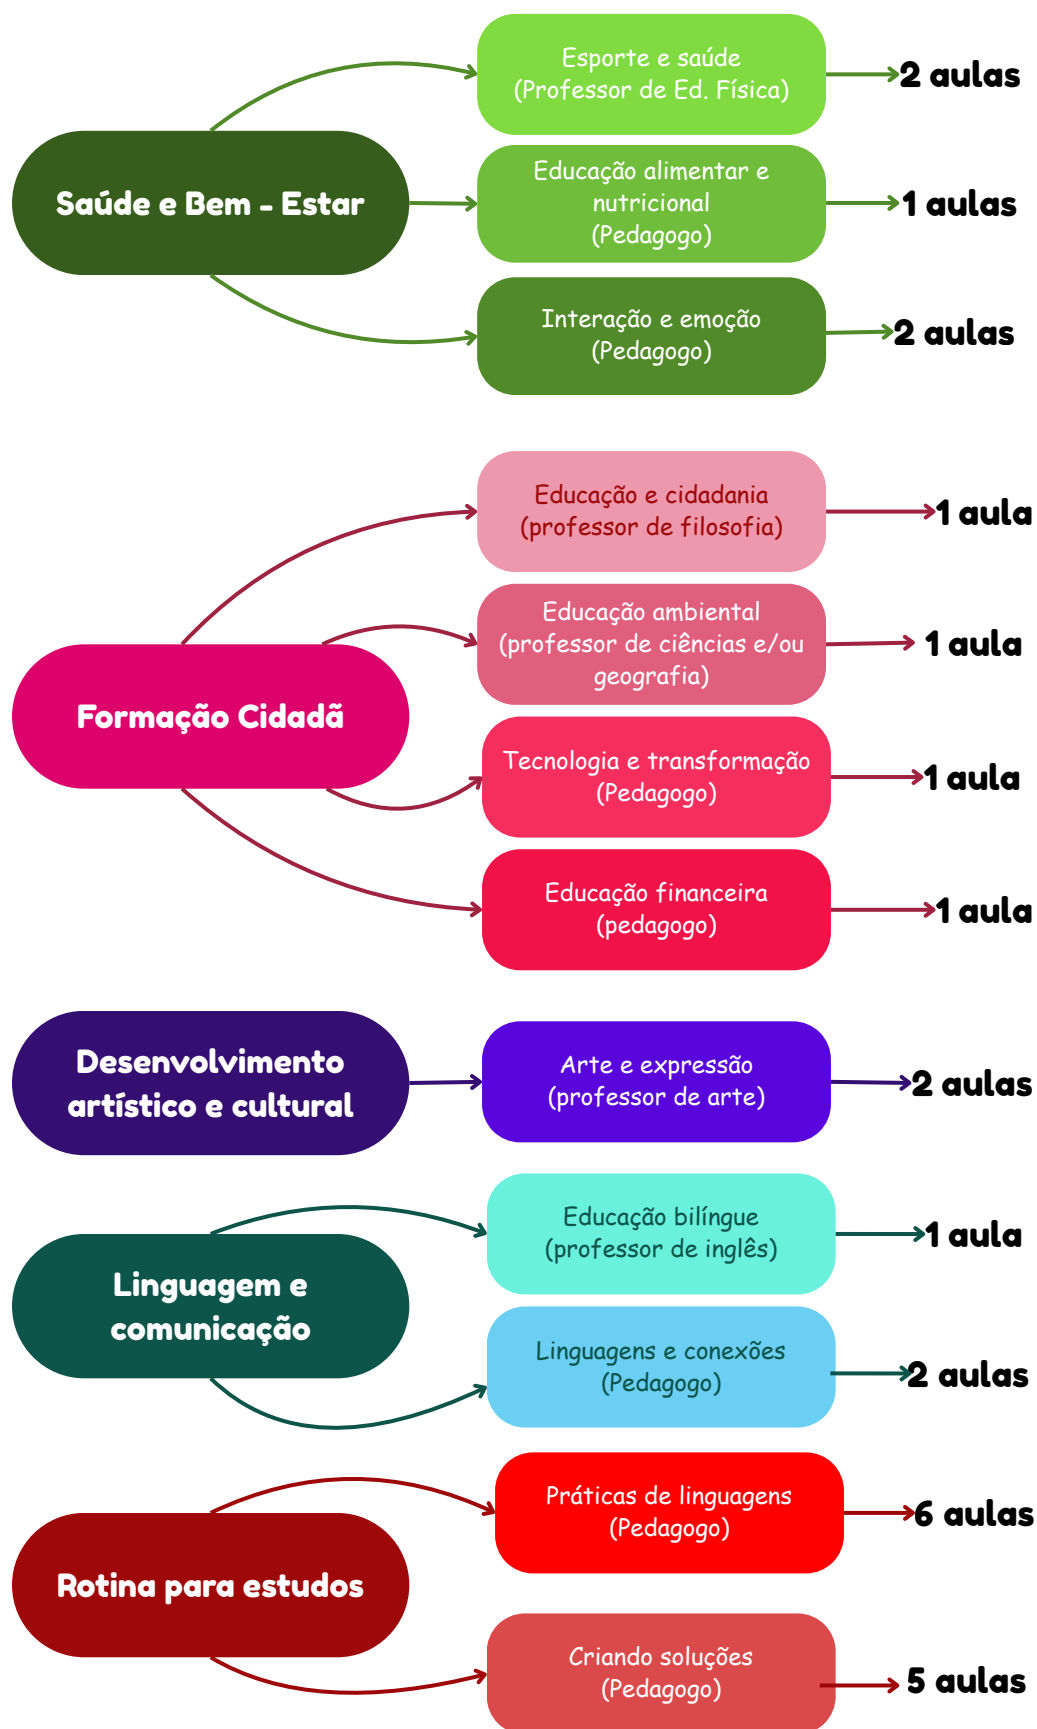 Saúde e Bem - Estar
Esporte e saúde
(Professor de Ed. Física)
2 aulas
Educação alimentar e
nutricional
(Pedagogo)
1 aulas
Interação e emoção
(Pedagogo)
2 aulas
Formação Cidadã
Educação e cidadania
(professor de filosofia)
1 aula
Educação ambiental
(professor de ciências e/ou
geografia)
1 aula
Tecnologia e transformação
(Pedagogo)
1 aula
Educação financeira
(pedagogo)
1 aula
Desenvolvimento
artístico e cultural
Arte e expressão
(professor de arte)
2 aulas
Linguagem e
comunicação
Educação bilíngue
(professor de inglês)
1 aula
Linguagens e conexões
(Pedagogo)
2 aulas
Rotina para estudos
Práticas de linguagens
(Pedagogo)
6 aulas
Criando soluções
(Pedagogo)
5 aulas